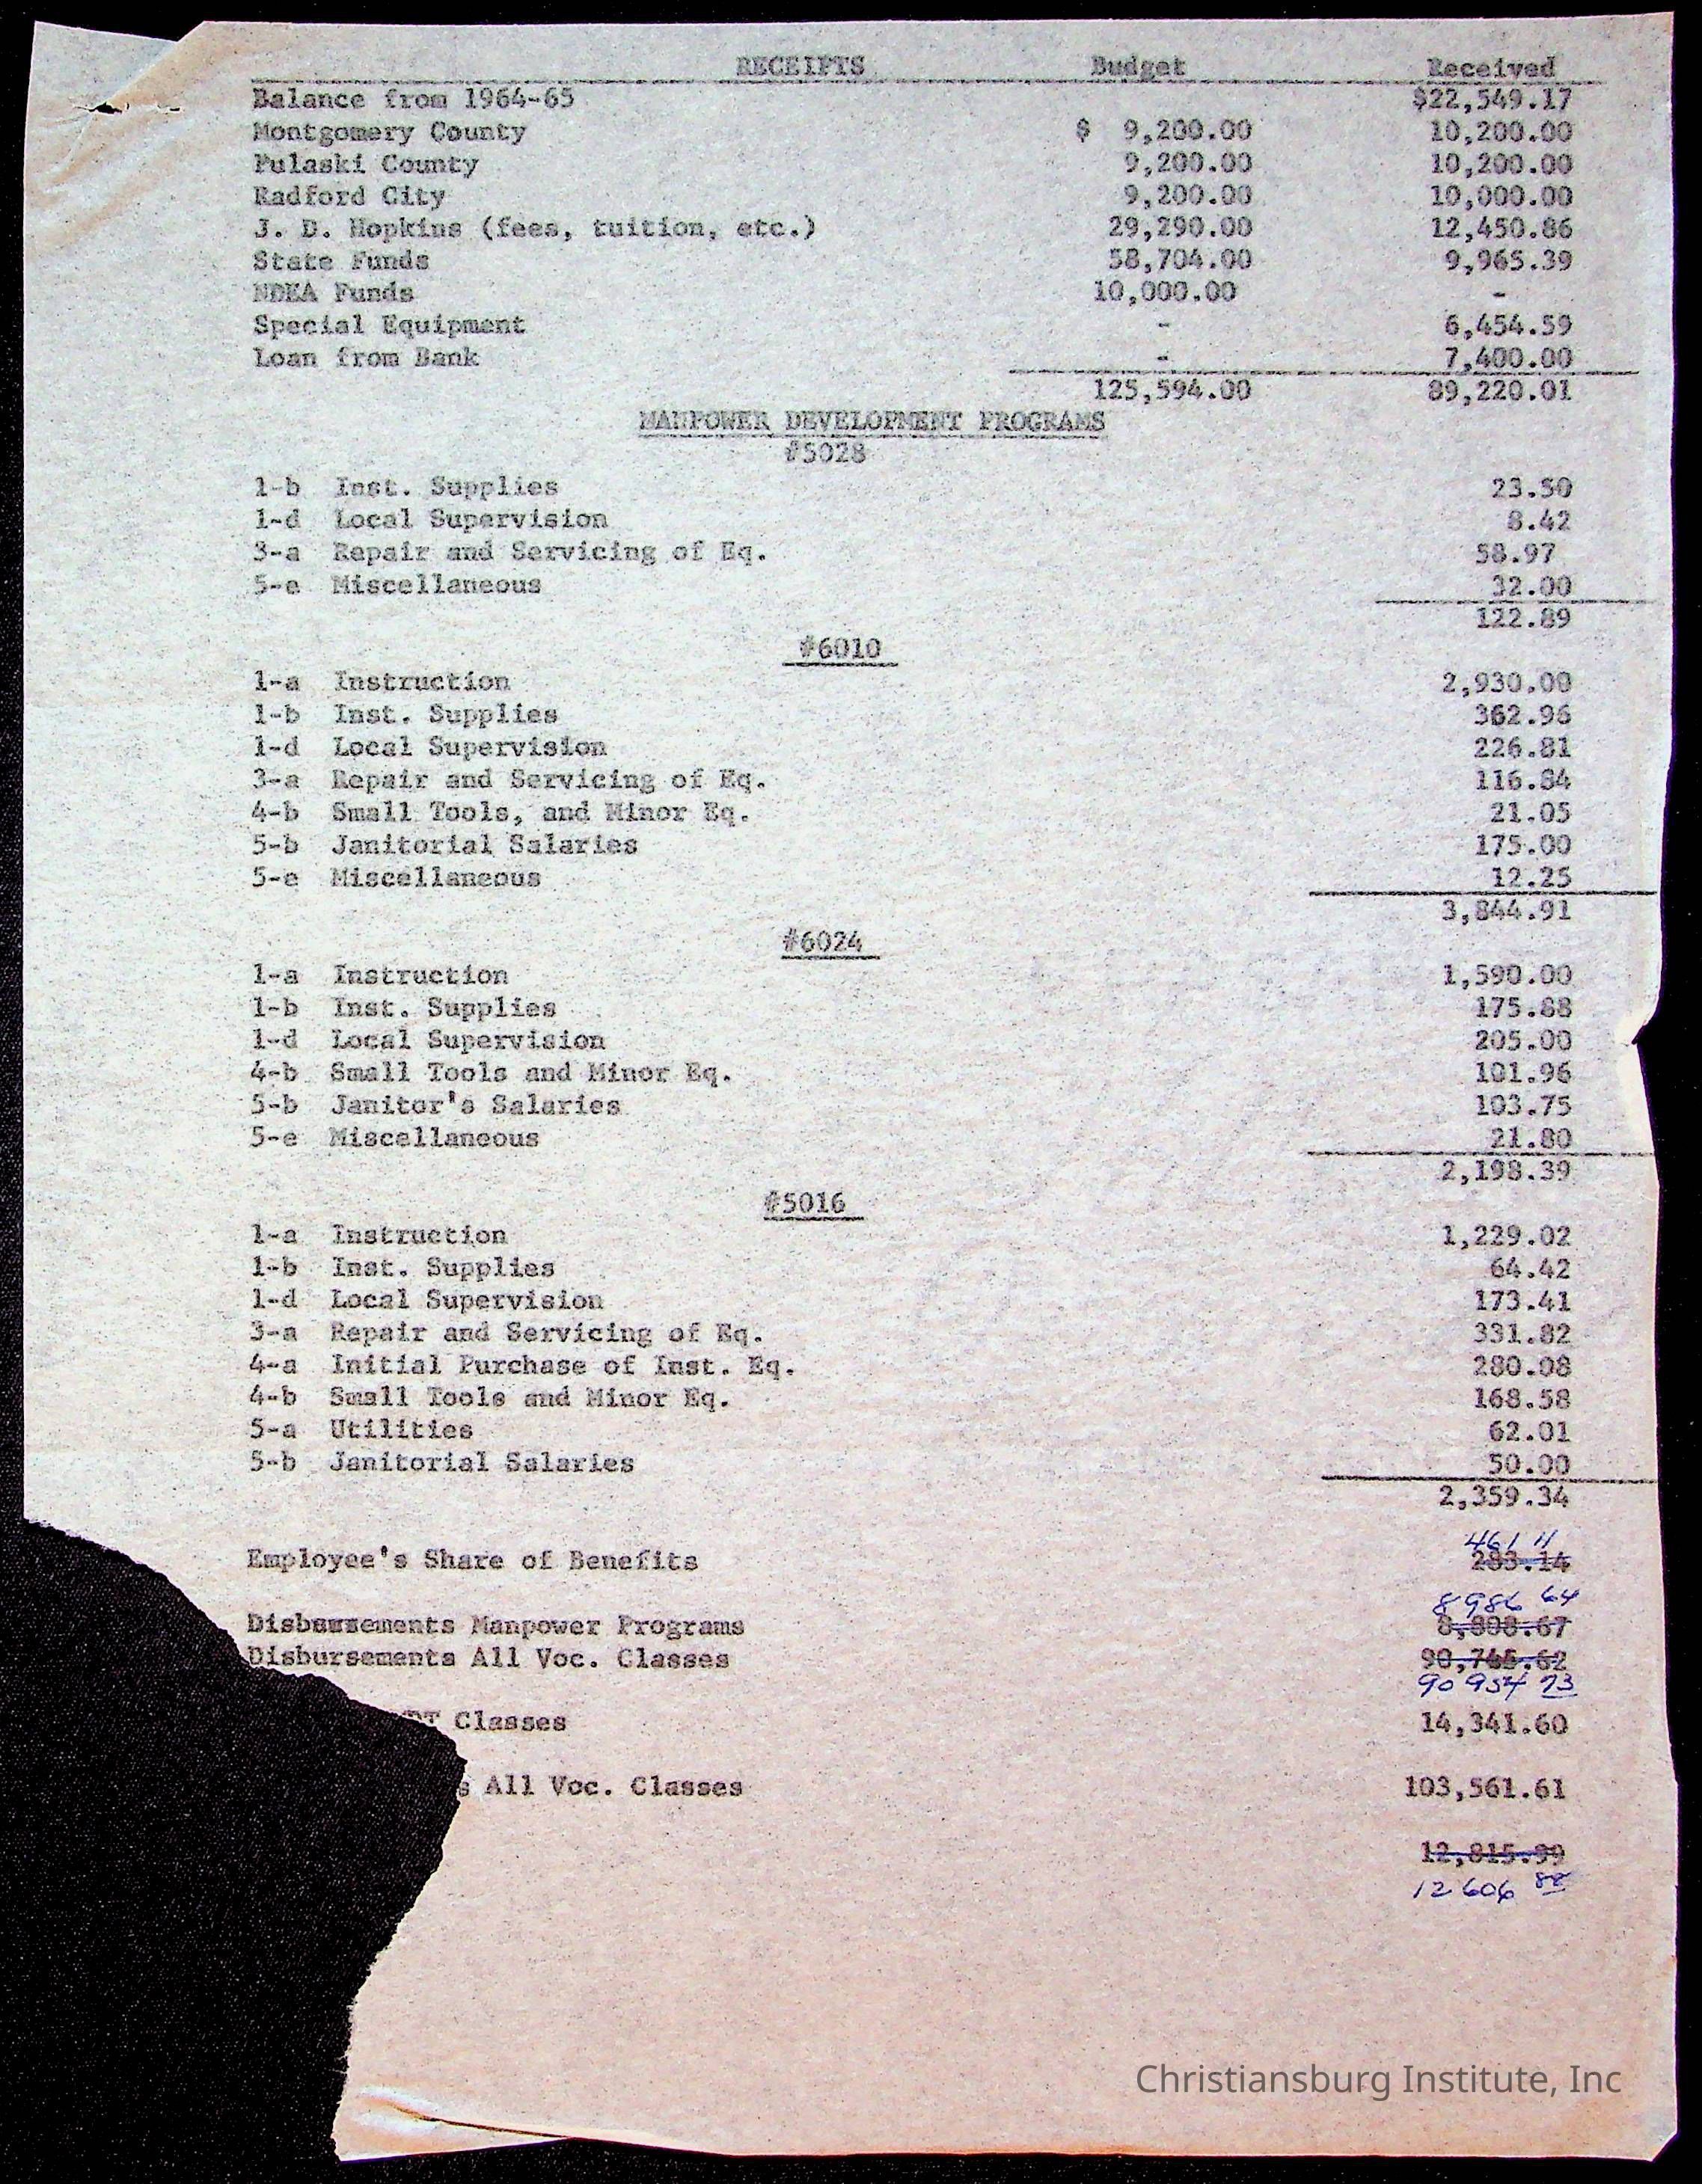 RECEIPTS Budget Received
Balance from 1964-65 $22,549.17
Montgomery County $ 9,200.00 10,200.00
Pulaski County 9,200.00 10,200.00
Radford City 9,200.00 10,000.00
J. D. Hopkins (fees, tuition, etc.) 29,290.00 12,450.86
State Funds 58,704.00 9,965.39
NDEA Funds 10,000.00 -
Special Equipment - 6,454.59
Loan from Bank - 7,400.00
125,594.00 89,220.01
MANPOWER DEVELOPMENT PROGRAMS
#5028
1-b Inst. Supplies 23.50
1-d Local Supervision 8.42
3-a Repair and Servicing of Eq. 58.97
5-e Miscellaneous 32.00
122.89
#6010
1-a Instruction 2,930.00
1-b Inst. Supplies 362.96
1-d Local Supervision 226.81
3-a Repair and Servicing of Eq. 116.84
4-b Small Tools, and Minor Eq. 21.05
5-b Janitorial Salaries 175.00
5-e Miscellaneous 12.25
3,844.91
#6024
1-a Instruction 1,590.00
1-b Inst. Supplies 175.88
1-d Local Supervision 205.00
4-b Small Tools and Minor Eq. 101.96
5-b Janitor's Salaries 103.75
5-e Miscellaneous 21.80
2,198.39
#5016
1-a Instruction 1,229.02
1-b Inst. Supplies 64.42
1-d Local Supervision 173.41
3-a Repair and Servicing of Eq. 331.82
4-a Initial Purchase of Inst. Eq. 280.08
4-b Small Tools and Minor Eq. 168.58
5-a Utilities 62.01
5-b Janitorial Salaries 50.00
2,359.34
461 11
Employee's Share of Benefits 283.14
8986 64
Disbursements Manpower Programs 8,808.67
Disbursements All Voc. Classes 90,745.62
90 954 73
DT Classes 14,341.60
s All Voc. Classes 103,561.61
12,815.99
12 606 88
Christiansburg Institute, Inc